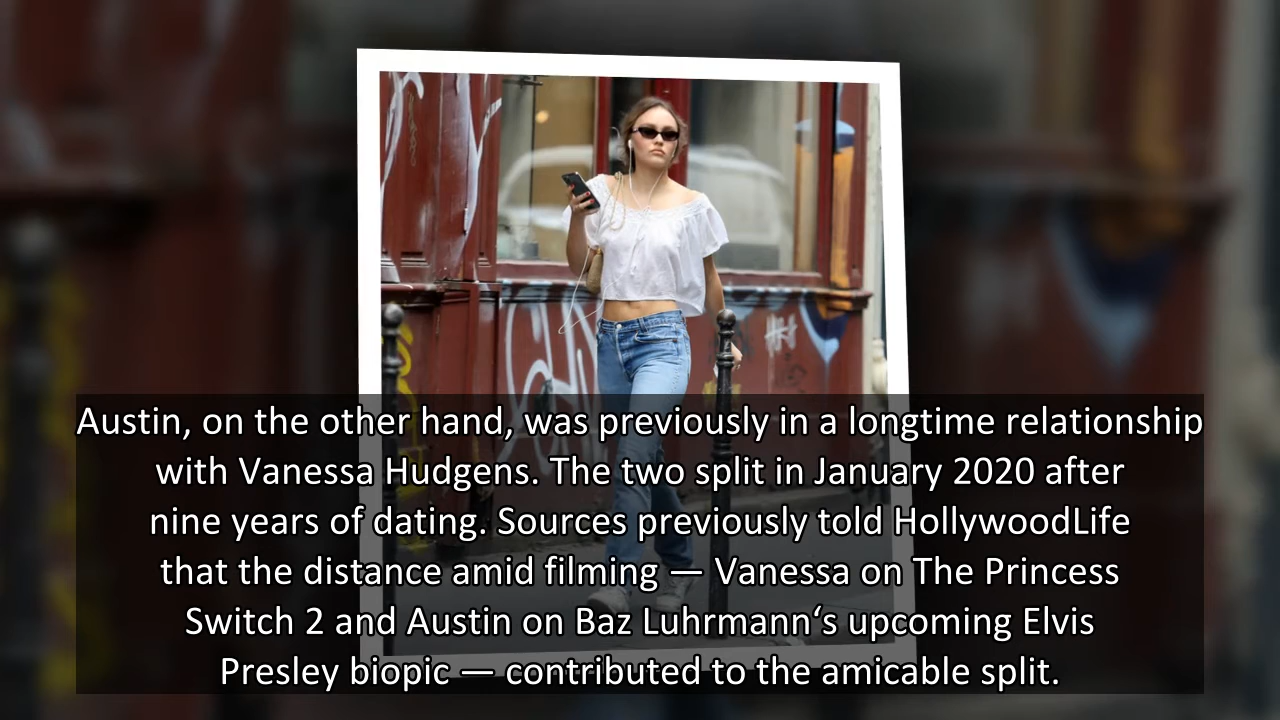 Austin, on the other hand, was previously in a longtime relationship
with Vanessa Hudgens. The two split in January 2020 after
nine years of dating. Sources previously told HollywoodLife
that the distance amid filming — Vanessa on The Princess
Switch 2 and Austin on Baz Luhrmann‘s upcoming Elvis
Presley biopic — contributed to the amicable split.